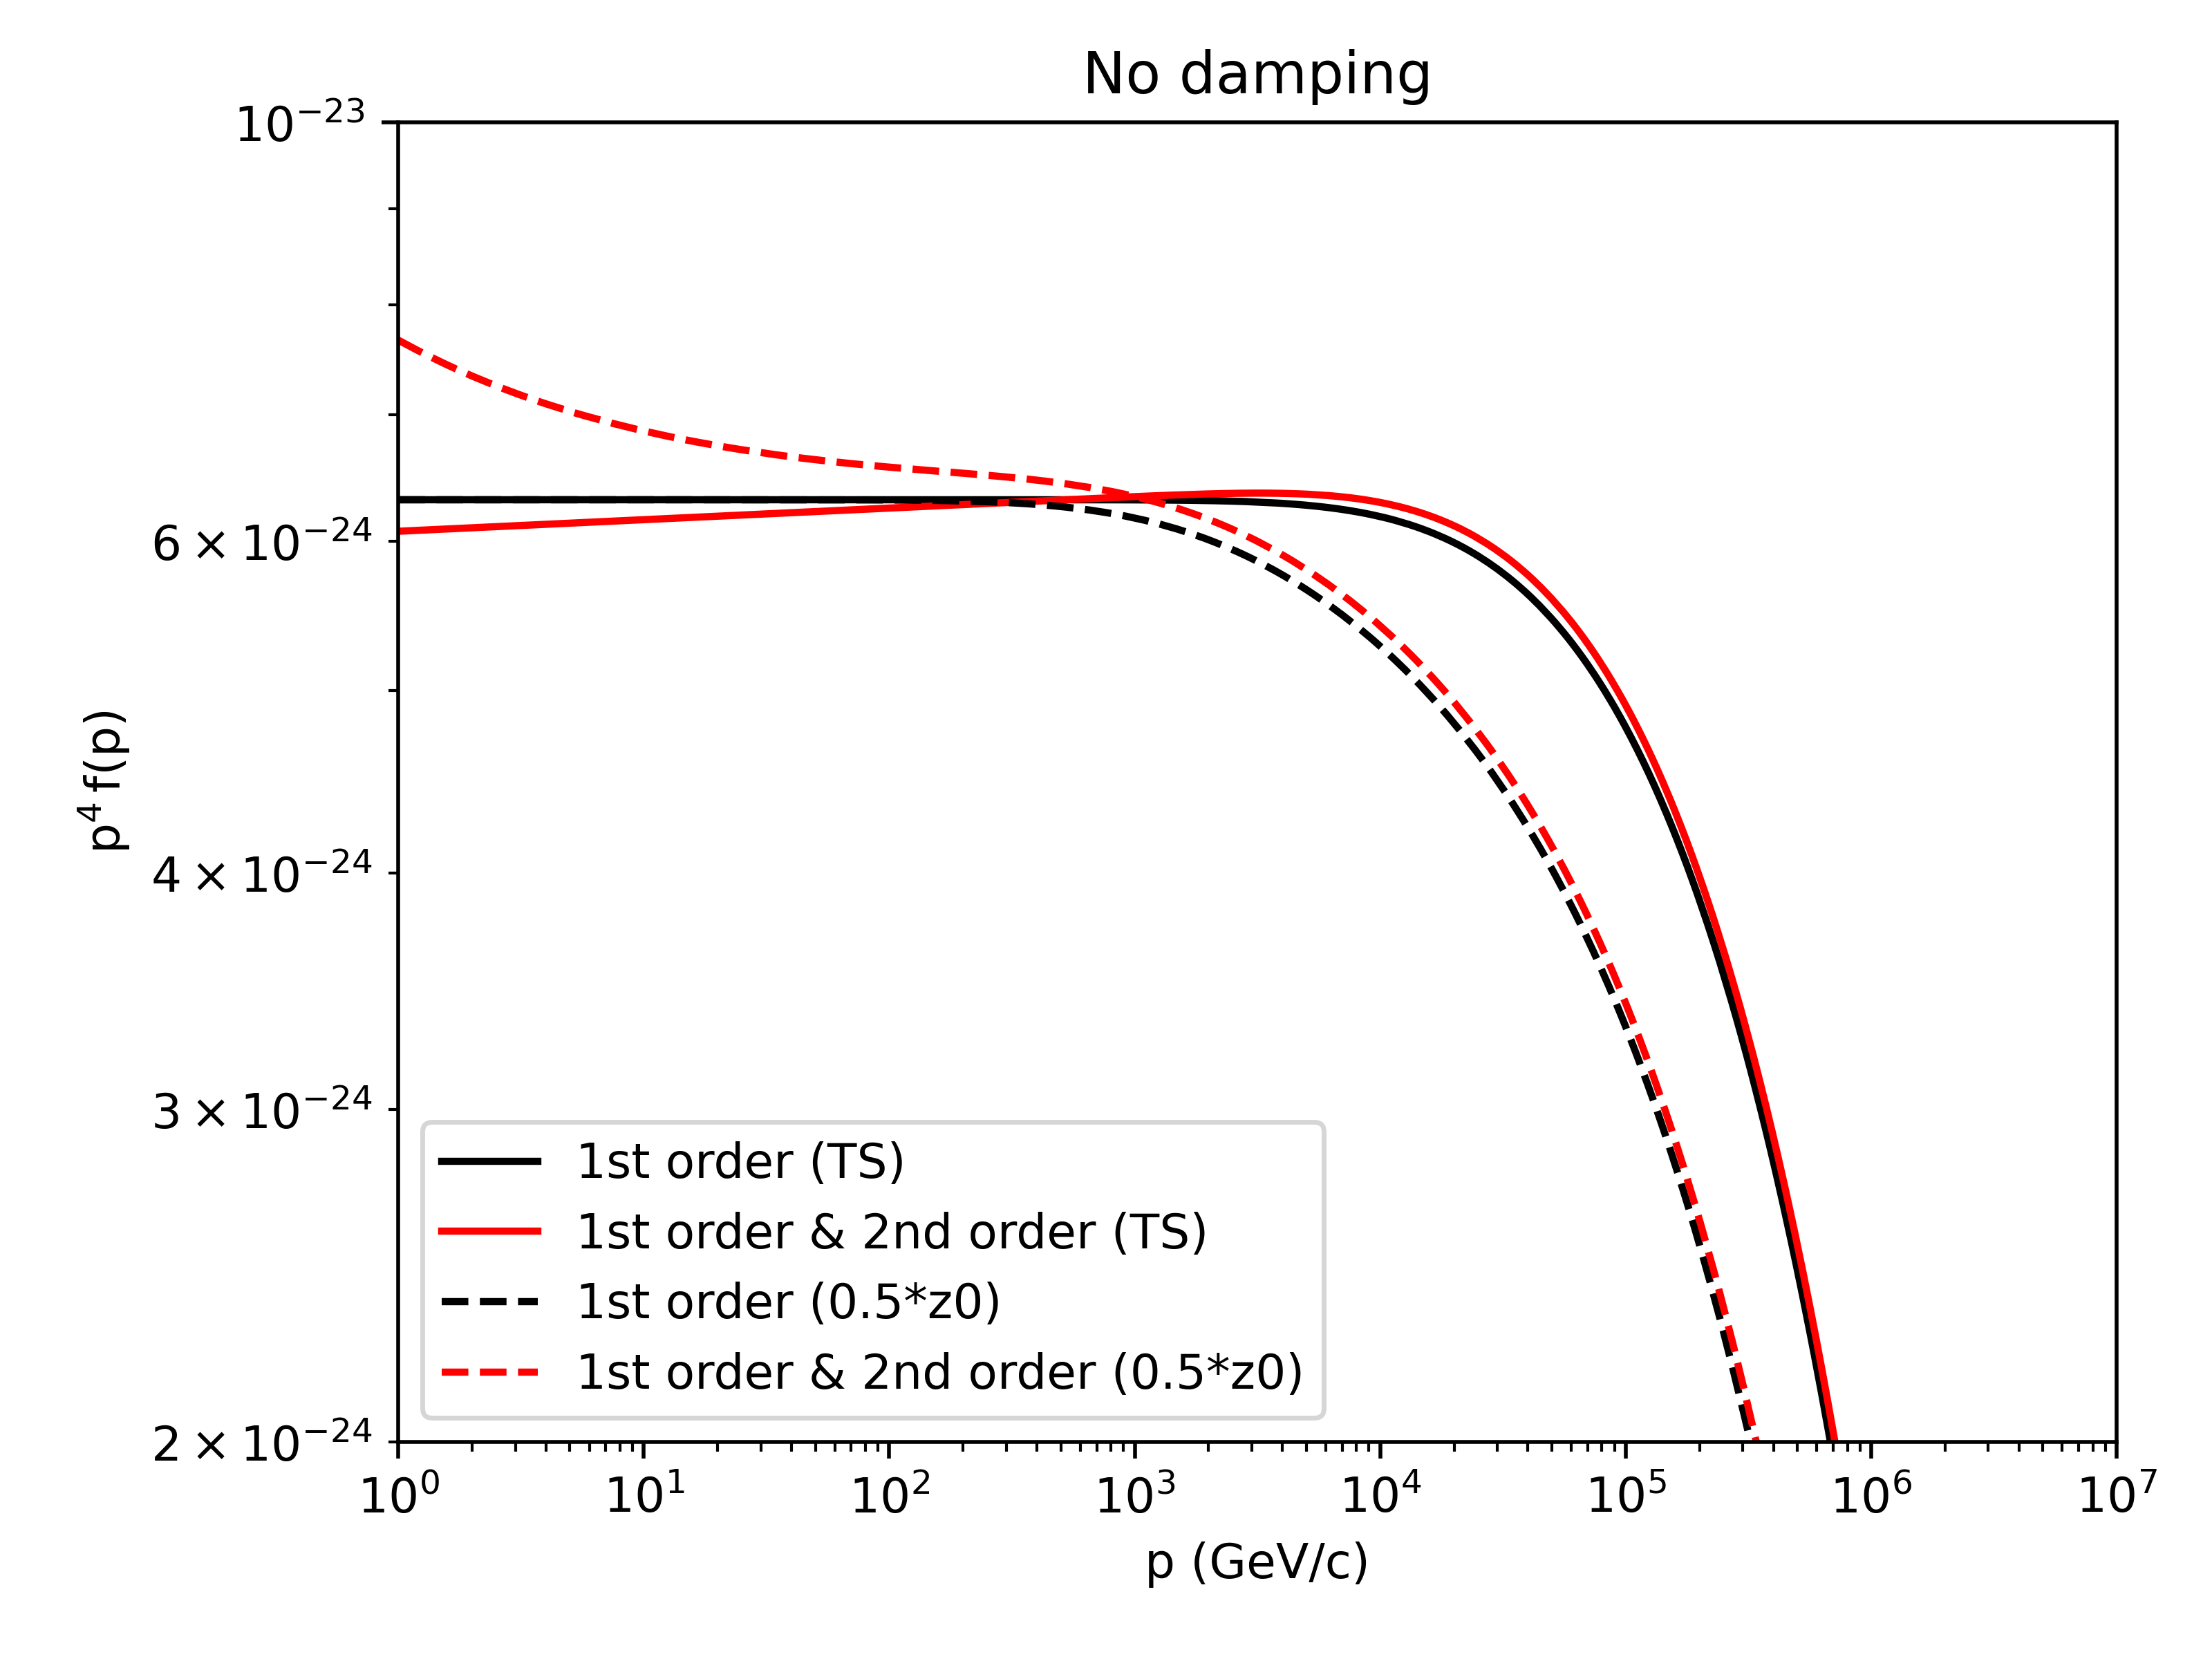 No damping
10⁻²³
6 × 10⁻²⁴
4 × 10⁻²⁴
3 × 10⁻²⁴
2 × 10⁻²⁴
p⁴ f(p)
1st order (TS)
1st order & 2nd order (TS)
1st order (0.5*z0)
1st order & 2nd order (0.5*z0)
10⁰ 10¹ 10² 10³ 10⁴ 10⁵ 10⁶ 10⁷
p (GeV/c)